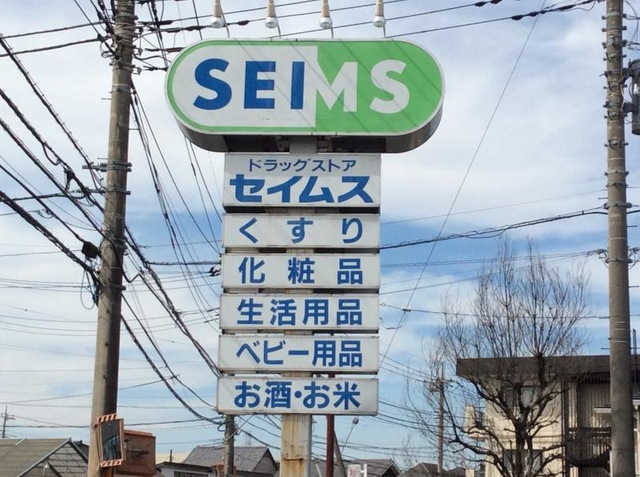 SEIMS
ドラッグストア
セイムス
くすり
化粧品
生活用品
ベビー用品
お酒・お米